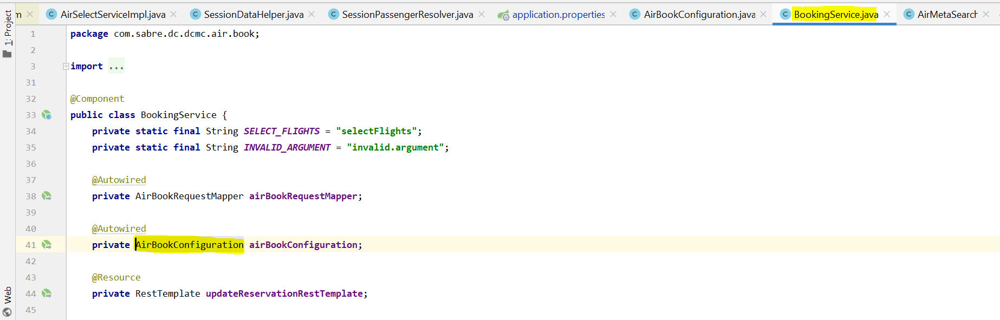 m AirSelectServiceImpl.java SessionDataHelper.java SessionPassengerResolver.java application.properties AirBookConfiguration.java BookingService.java AirMetaSearch
1: Project
1 package com.sabre.dc.dcmc.air.book;
2
3 import ...
31
32 @Component
33 public class BookingService {
34 private static final String SELECT_FLIGHTS = "selectFlights";
35 private static final String INVALID_ARGUMENT = "invalid.argument";
36
37 @Autowired
38 private AirBookRequestMapper airBookRequestMapper;
39
40 @Autowired
41 private AirBookConfiguration airBookConfiguration;
42
43 @Resource
44 private RestTemplate updateReservationRestTemplate;
45
Web